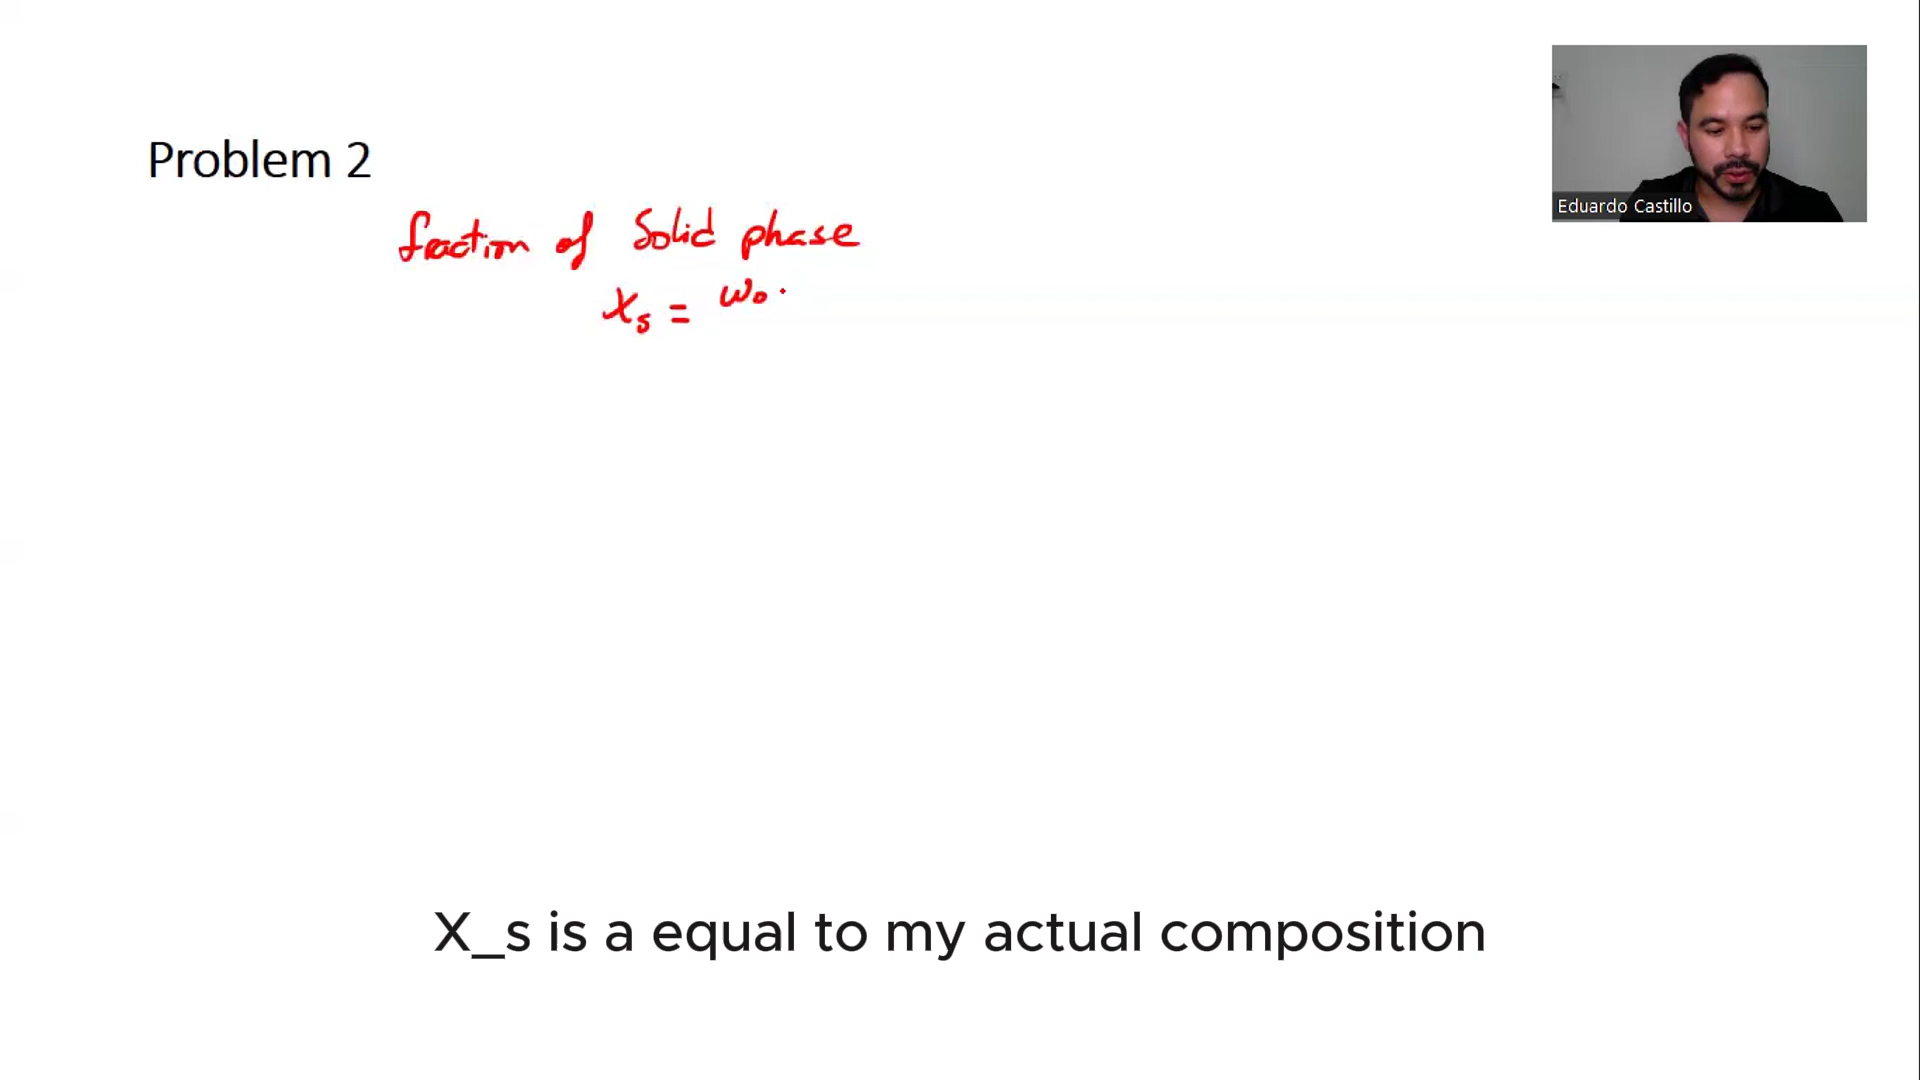 Eduardo Castillo
Problem 2
fraction of Solid phase
Xs = wo
X_s is a equal to my actual composition